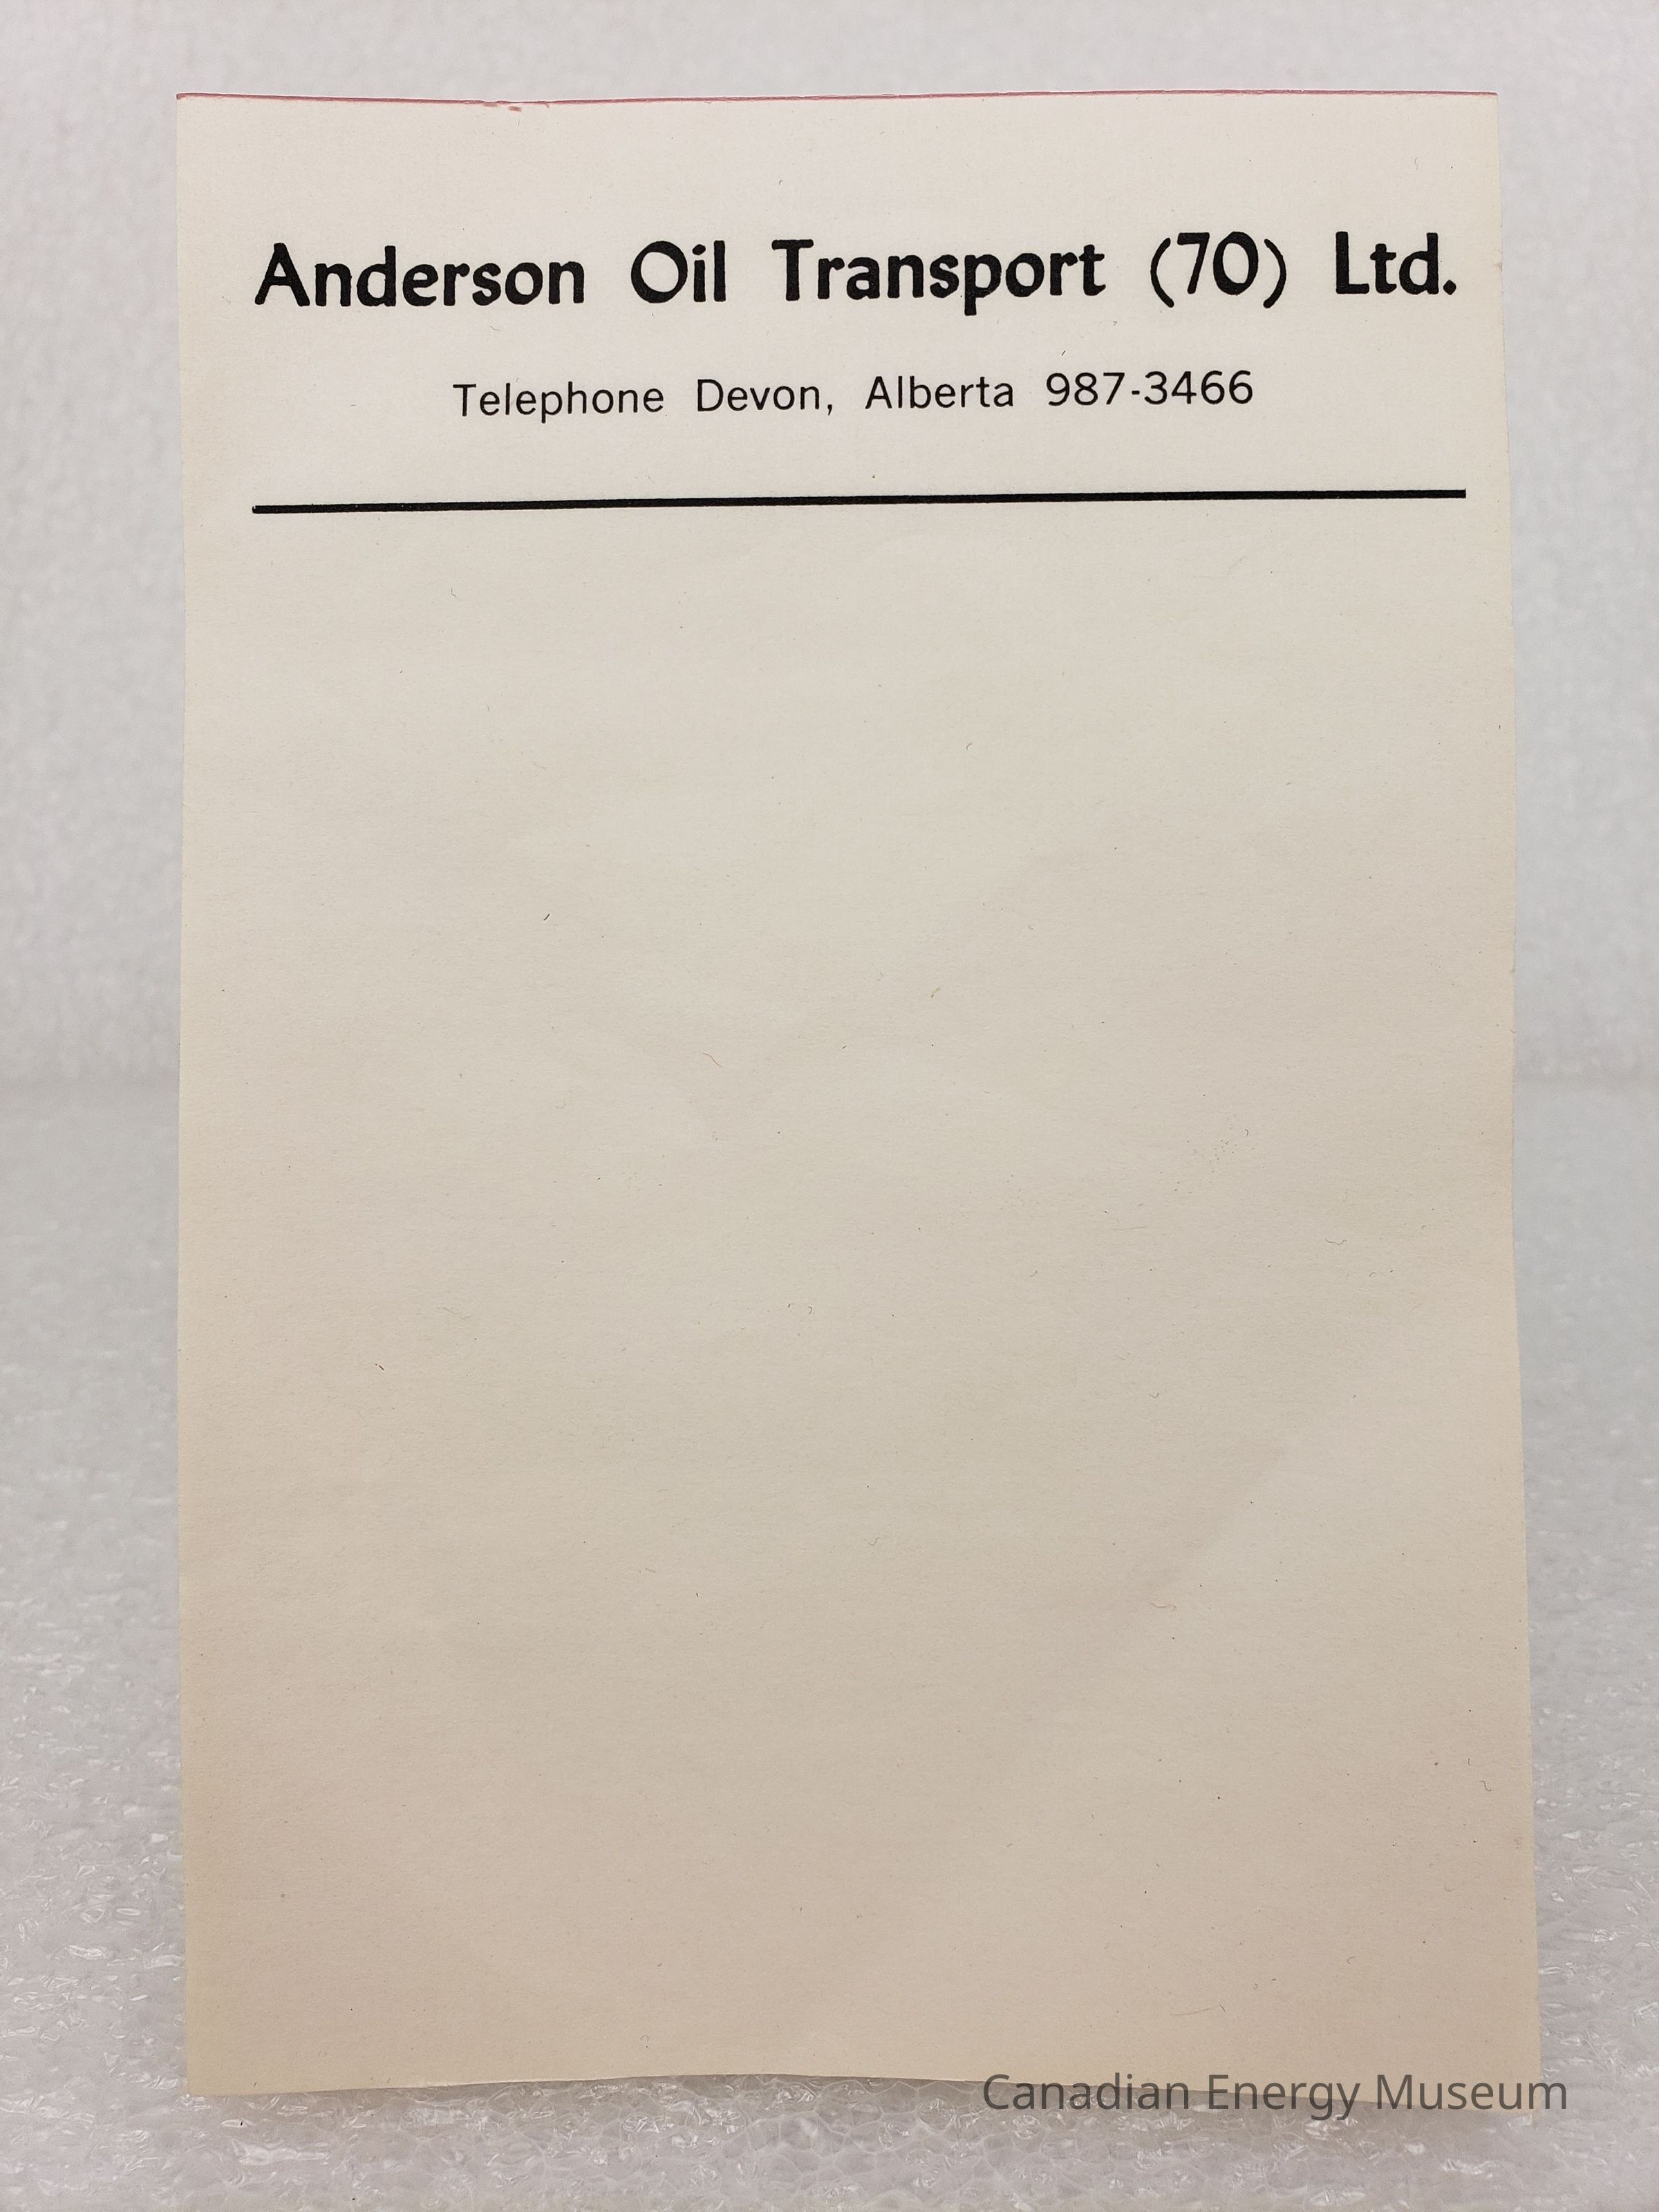 Anderson Oil Transport (70) Ltd.
Telephone Devon, Alberta 987-3466
Canadian Energy Museum